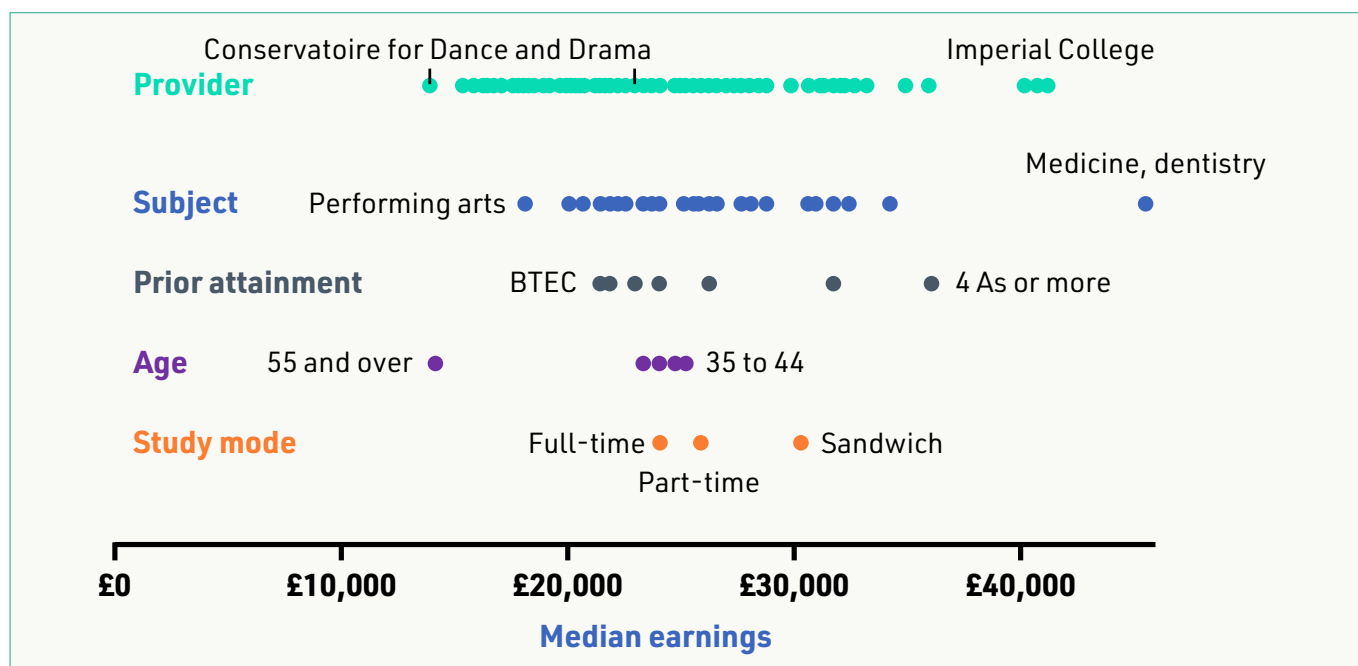 Conservatoire for Dance and Drama
Imperial College
Provider
Medicine, dentistry
Subject
Performing arts
Prior attainment
BTEC
4 As or more
Age
55 and over
35 to 44
Study mode
Full-time
Sandwich
Part-time
£0 £10,000 £20,000 £30,000 £40,000
Median earnings